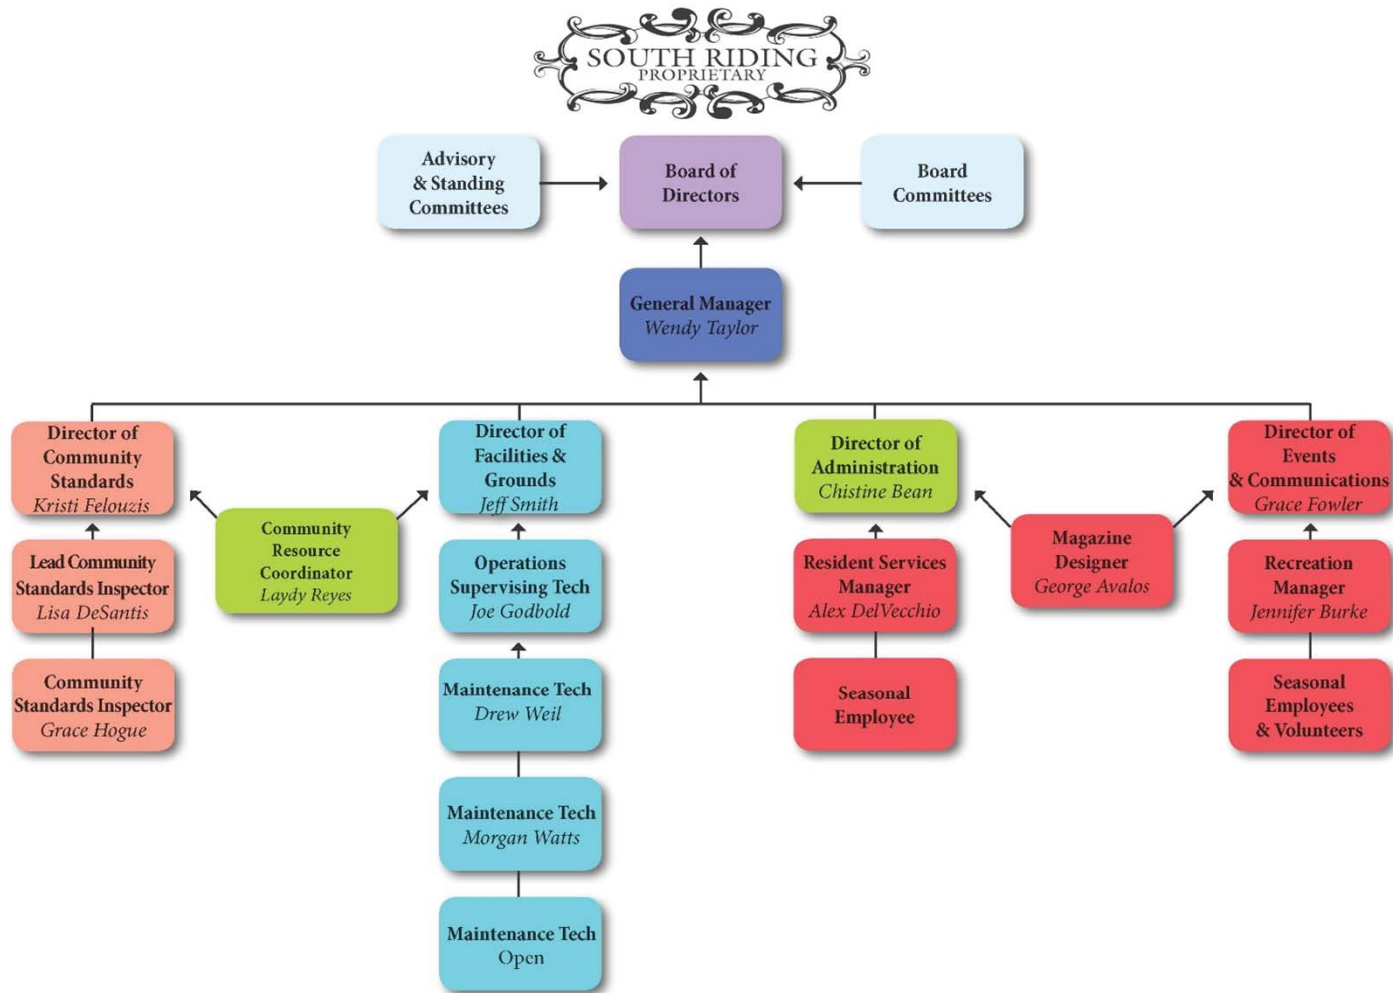 SOUTH RIDING
PROPRIETARY
Advisory
& Standing
Committees
Board of
Directors
Board
Committees
General Manager
Wendy Taylor
Director of
Community
Standards
Kristi Felouzis
Director of
Facilities &
Grounds
Jeff Smith
Director of
Administration
Chistine Bean
Director of
Events
& Communications
Grace Fowler
Community
Resource
Coordinator
Laydy Reyes
Magazine
Designer
George Avalos
Lead Community
Standards Inspector
Lisa DeSantis
Operations
Supervising Tech
Joe Godbold
Resident Services
Manager
Alex DelVecchio
Recreation
Manager
Jennifer Burke
Community
Standards Inspector
Grace Hogue
Maintenance Tech
Drew Weil
Seasonal
Employee
Seasonal
Employees
& Volunteers
Maintenance Tech
Morgan Watts
Maintenance Tech
Open